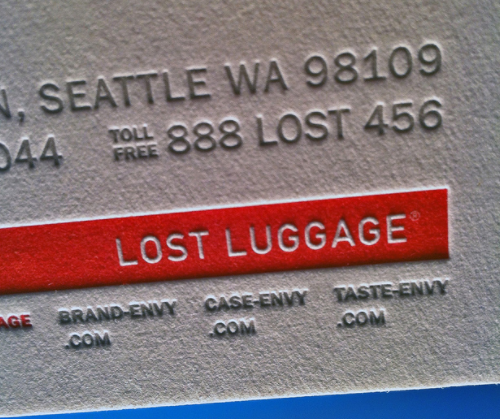 N, SEATTLE WA 98109
044 TOLL FREE 888 LOST 456
LOST LUGGAGE®
AGE BRAND-ENVY .COM CASE-ENVY .COM TASTE-ENVY .COM